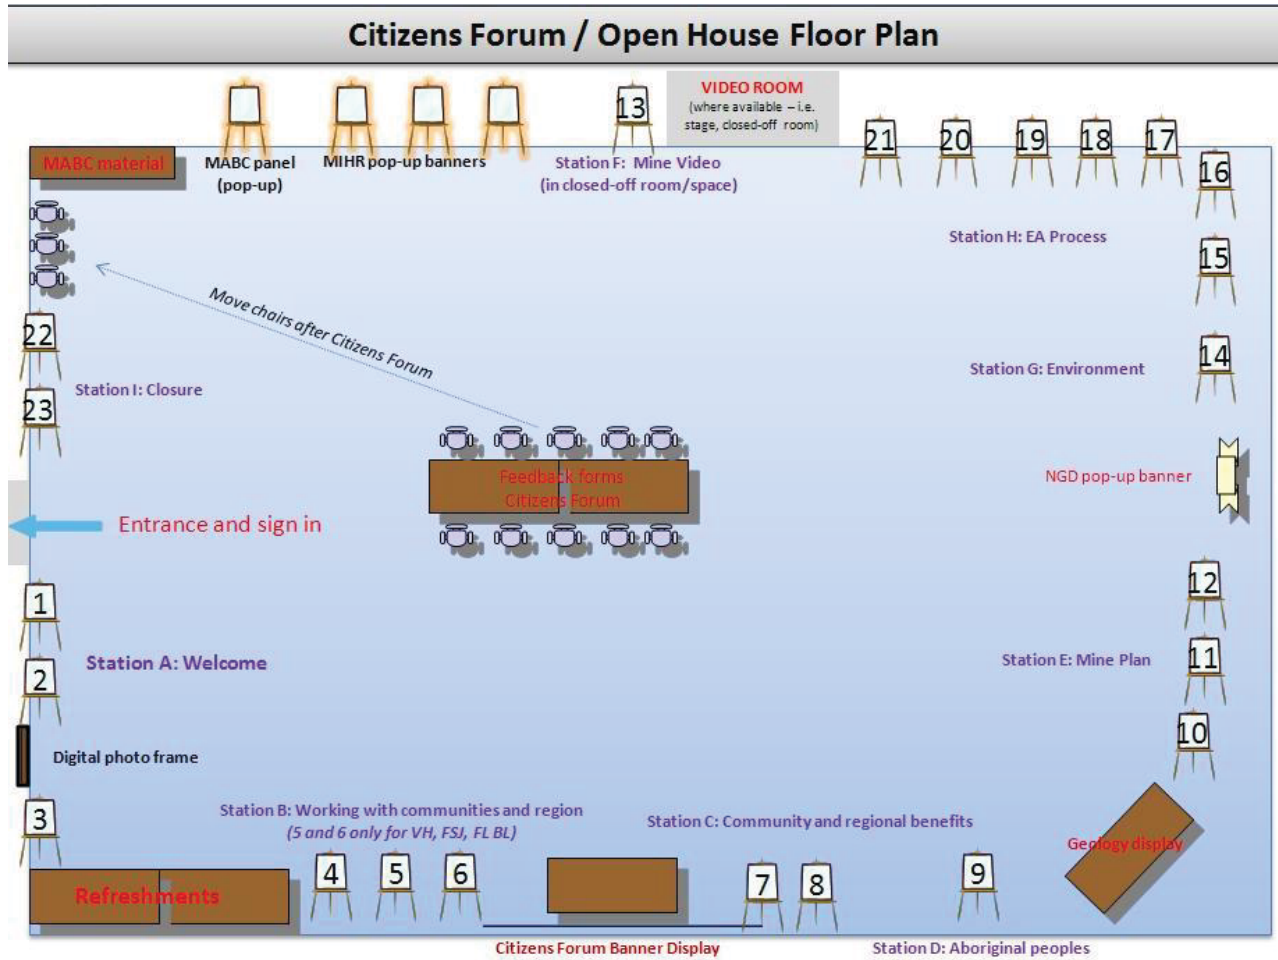 Citizens Forum / Open House Floor Plan
VIDEO ROOM
(where available – i.e.
stage, closed-off room)
13
21
20
19
18
17
16
MABC material
MABC panel
(pop-up)
MIHR pop-up banners
Station F: Mine Video
(in closed-off room/space)
Station H: EA Process
15
Move chairs after Citizens Forum
22
14
Station G: Environment
Station I: Closure
23
Feedback forms
Citizens Forum
NGD pop-up banner
Entrance and sign in
12
1
Station A: Welcome
Station E: Mine Plan
11
2
10
Digital photo frame
3
Station B: Working with communities and region
(5 and 6 only for VH, FSJ, FL BL)
Station C: Community and regional benefits
Geology display
4
5
6
7
8
9
Refreshments
Citizens Forum Banner Display
Station D: Aboriginal peoples